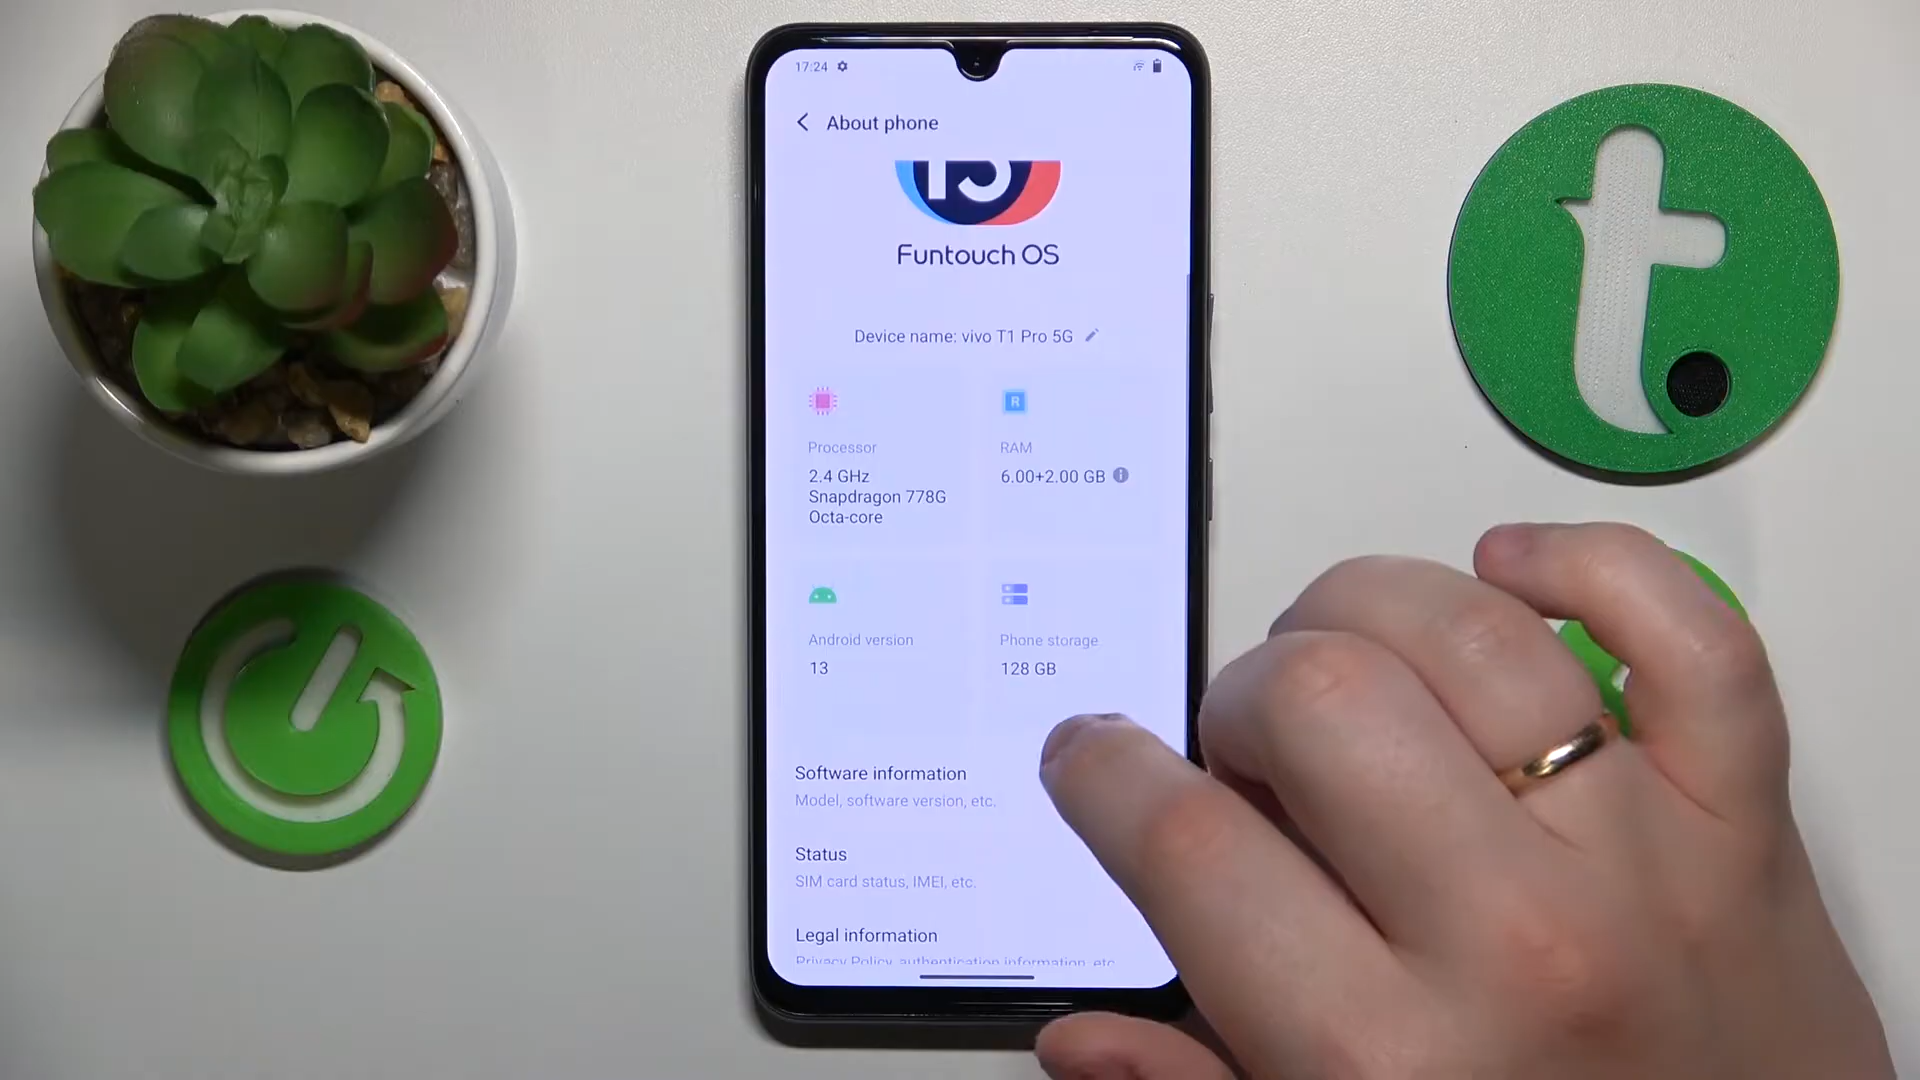 17:24
About phone
13
Funtouch OS
Device name: vivo T1 Pro 5G
Processor
2.4 GHz
Snapdragon 778G
Octa-core
R
RAM
6.00+2.00 GB
Android version
13
Phone storage
128 GB
Software information
Model, software version, etc.
Status
SIM card status, IMEI, etc.
Legal information
Privacy Policy, authentication information, etc.
t